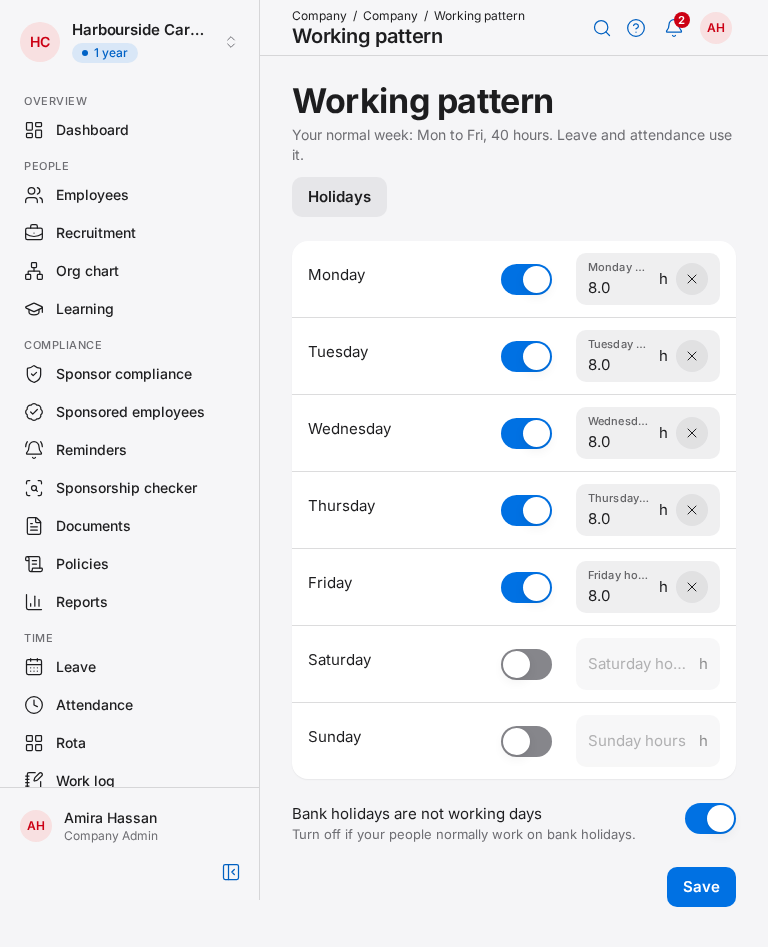 HC
Harbourside Car...
1 year
OVERVIEW
Dashboard
PEOPLE
Employees
Recruitment
Org chart
Learning
COMPLIANCE
Sponsor compliance
Sponsored employees
Reminders
Sponsorship checker
Documents
Policies
Reports
TIME
Leave
Attendance
Rota
Work log
AH
Amira Hassan
Company Admin
Company / Company / Working pattern
Working pattern
2
AH
Working pattern
Your normal week: Mon to Fri, 40 hours. Leave and attendance use
it.
Holidays
Monday
Monday ...
8.0
h
Tuesday
Tuesday ...
8.0
h
Wednesday
Wednesd...
8.0
h
Thursday
Thursday...
8.0
h
Friday
Friday ho...
8.0
h
Saturday
Saturday ho...
h
Sunday
Sunday hours
h
Bank holidays are not working days
Turn off if your people normally work on bank holidays.
Save